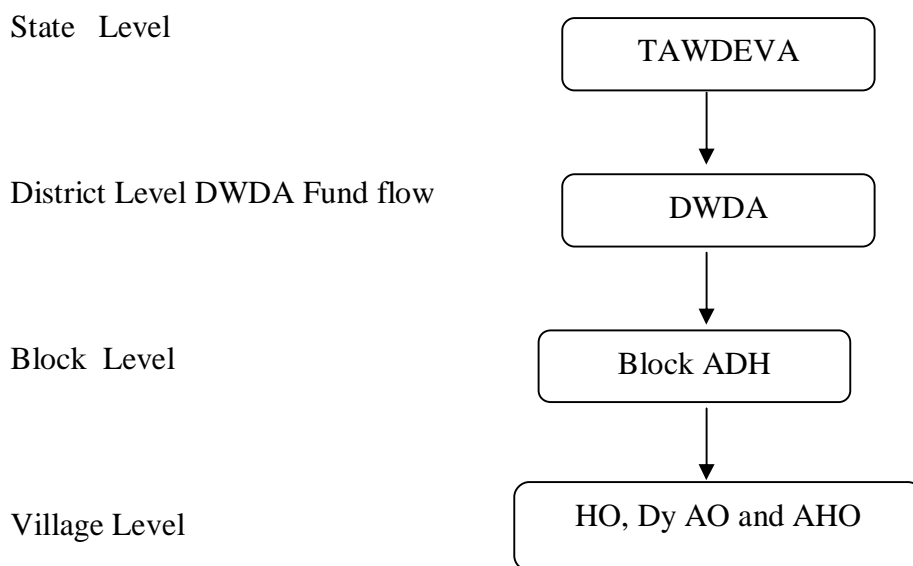 State Level
TAWDEVA
District Level DWDA Fund flow
DWDA
Block Level
Block ADH
Village Level
HO, Dy AO and AHO